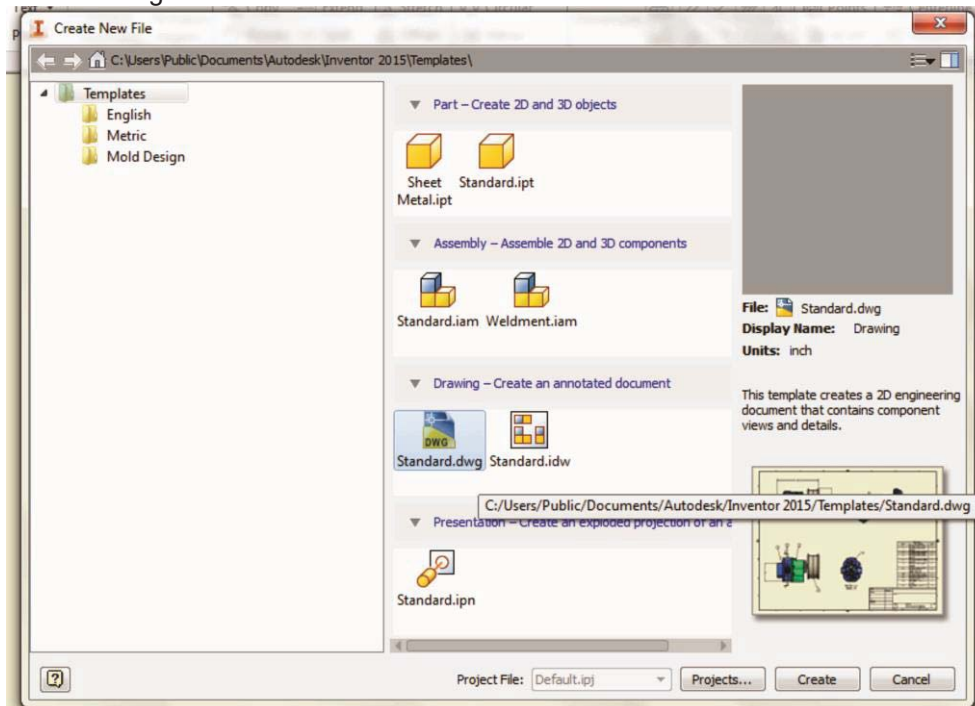 Create New File
C:\Users\Public\Documents\Autodesk\Inventor 2015\Templates\
Templates
English
Metric
Mold Design
Part – Create 2D and 3D objects
Sheet Metal.ipt
Standard.ipt
Assembly – Assemble 2D and 3D components
Standard.iam
Weldment.iam
Drawing – Create an annotated document
DWG
Standard.dwg
Standard.idw
C:/Users/Public/Documents/Autodesk/Inventor 2015/Templates/Standard.dwg
Presentation – Create an exploded projection of an a
Standard.ipn
File: Standard.dwg
Display Name: Drawing
Units: inch
This template creates a 2D engineering
document that contains component
views and details.
Project File: Default.ipj
Projects...
Create
Cancel